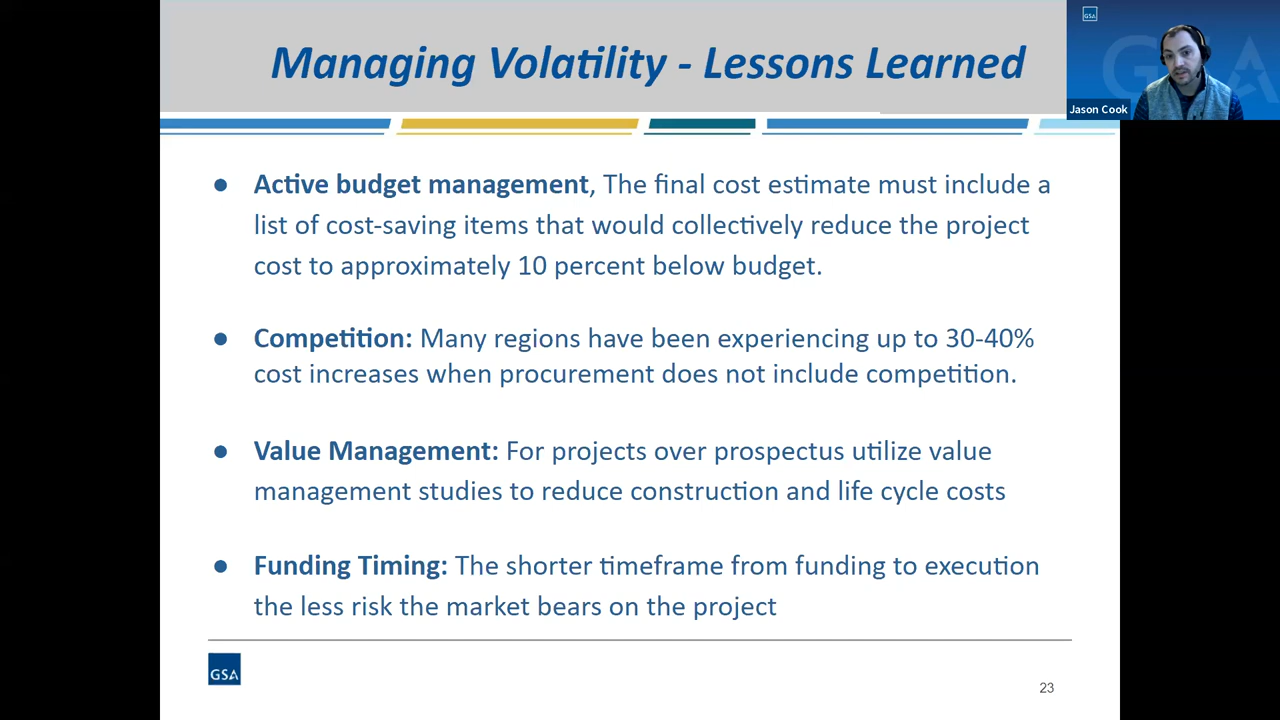 Managing Volatility - Lessons Learned
GSA
Jason Cook
● Active budget management, The final cost estimate must include a
list of cost-saving items that would collectively reduce the project
cost to approximately 10 percent below budget.
● Competition: Many regions have been experiencing up to 30-40%
cost increases when procurement does not include competition.
● Value Management: For projects over prospectus utilize value
management studies to reduce construction and life cycle costs
● Funding Timing: The shorter timeframe from funding to execution
the less risk the market bears on the project
GSA
23